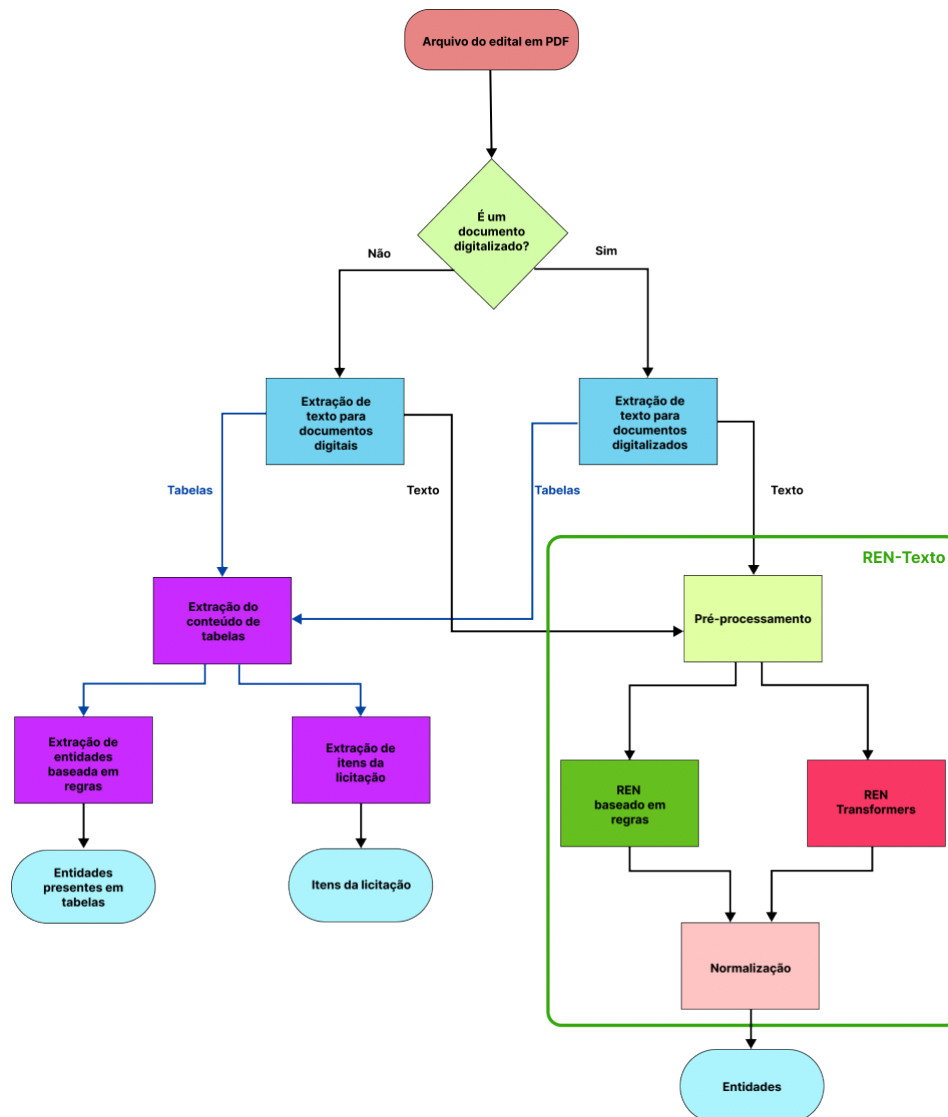 Arquivo do edital em PDF
É um
documento
digitalizado?
Não
Sim
Extração de
texto para
documentos
digitais
Extração de
texto para
documentos
digitalizados
Tabelas
Texto
Tabelas
Texto
REN-Texto
Extração do
conteúdo de
tabelas
Pré-processamento
Extração de
entidades
baseada em
regras
Extração de
itens da
licitação
REN
baseado em
regras
REN
Transformers
Entidades
presentes em
tabelas
Itens da licitação
Normalização
Entidades